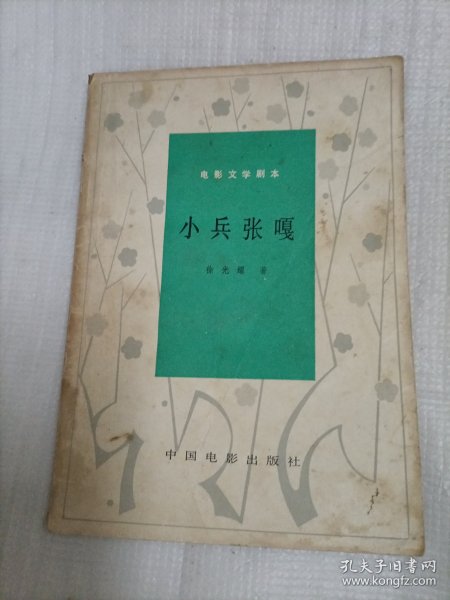 电影文学剧本
小兵张嘎
徐光耀 著
中国电影出版社
孔夫子旧书网
www.kongfz.com